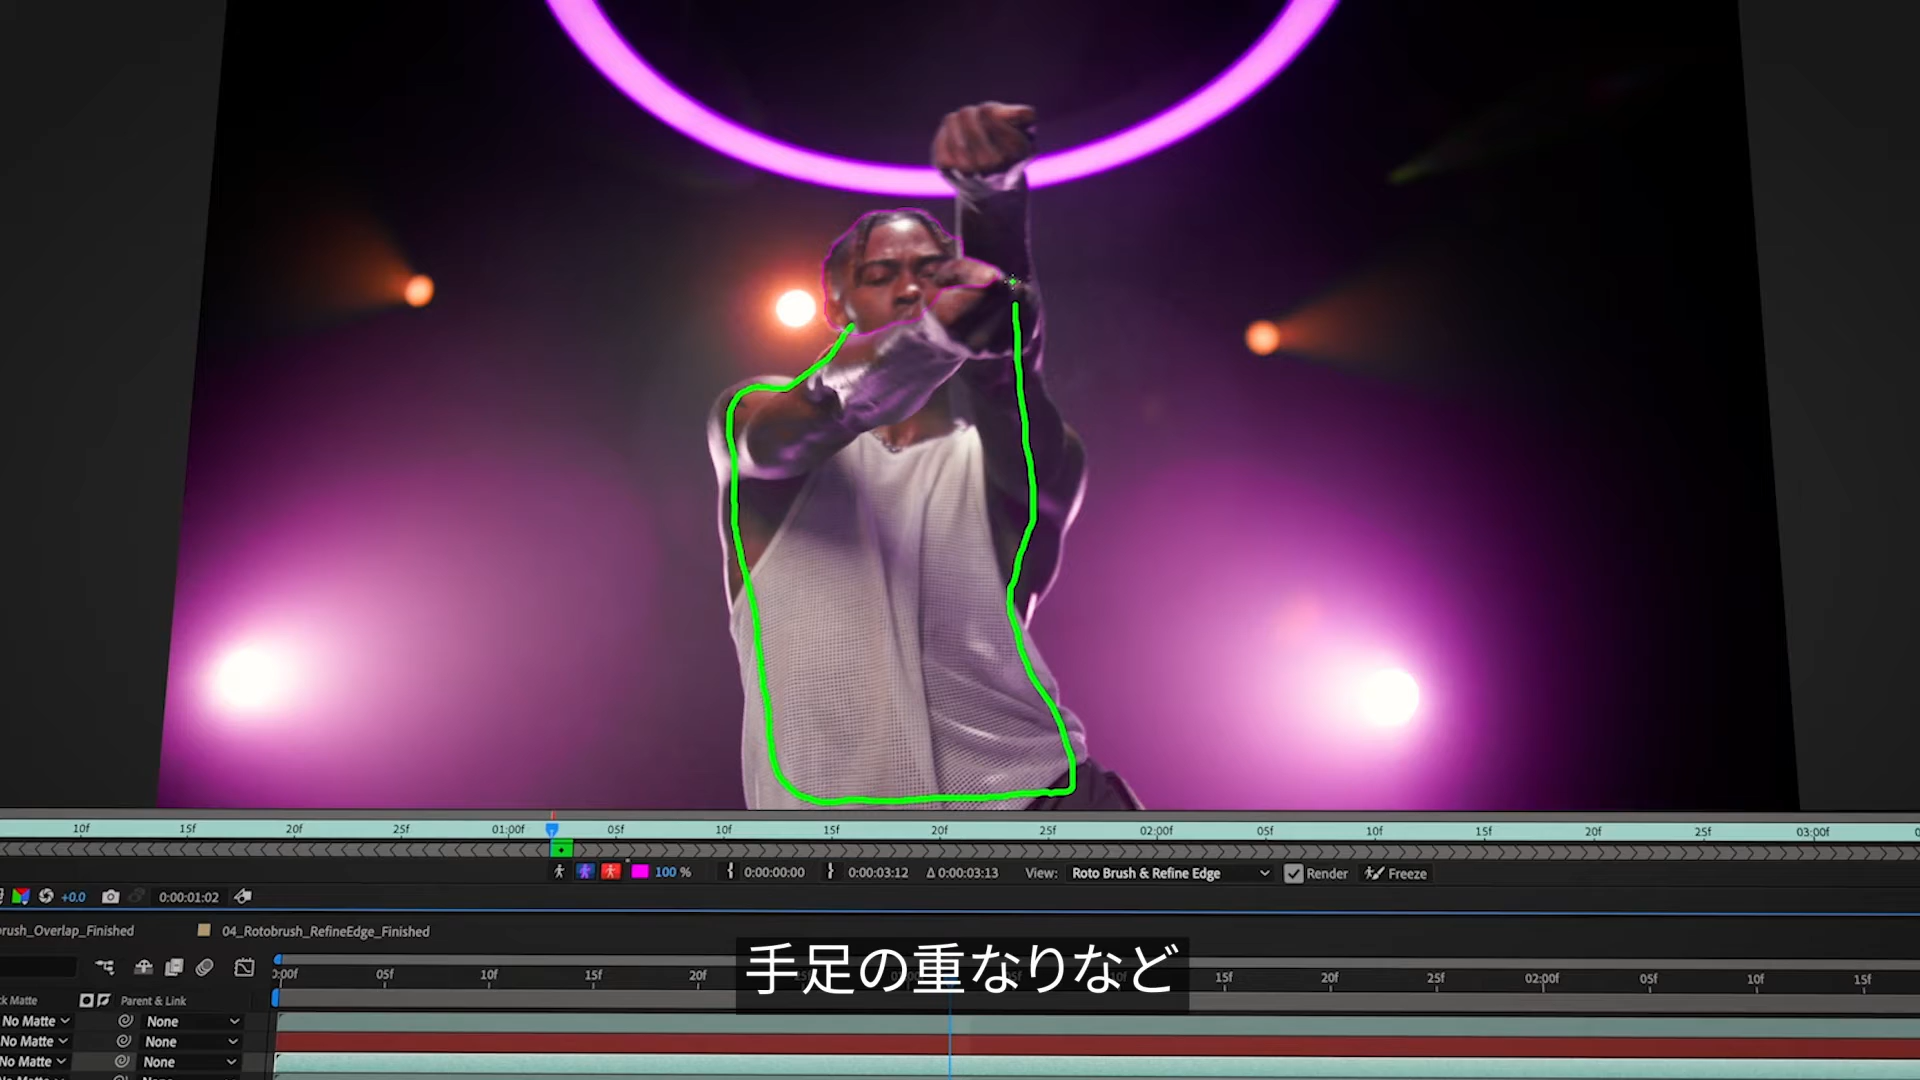 10f 15f 20f 25f 01:00f 05f 10f 15f 20f 25f 02:00f 05f 10f 15f 20f 25f 03:00f
100 % 0:00:00:00 0:00:03:12 Δ 0:00:03:13 View: Roto Brush & Refine Edge Render Freeze
+0.0 0:00:01:02
rush_Overlap_Finished 04_Rotobrush_RefineEdge_Finished
手足の重なりなど
0:00f 05f 10f 15f 20f 15f 20f 25f 02:00f 05f 10f 15f
ck Matte Parent & Link
No Matte None
No Matte None
No Matte None